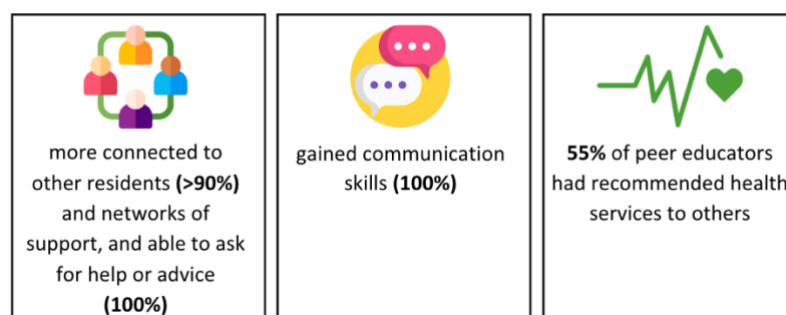 more connected to
other residents (>90%)
and networks of
support, and able to ask
for help or advice
(100%)
gained communication
skills (100%)
55% of peer educators
had recommended health
services to others